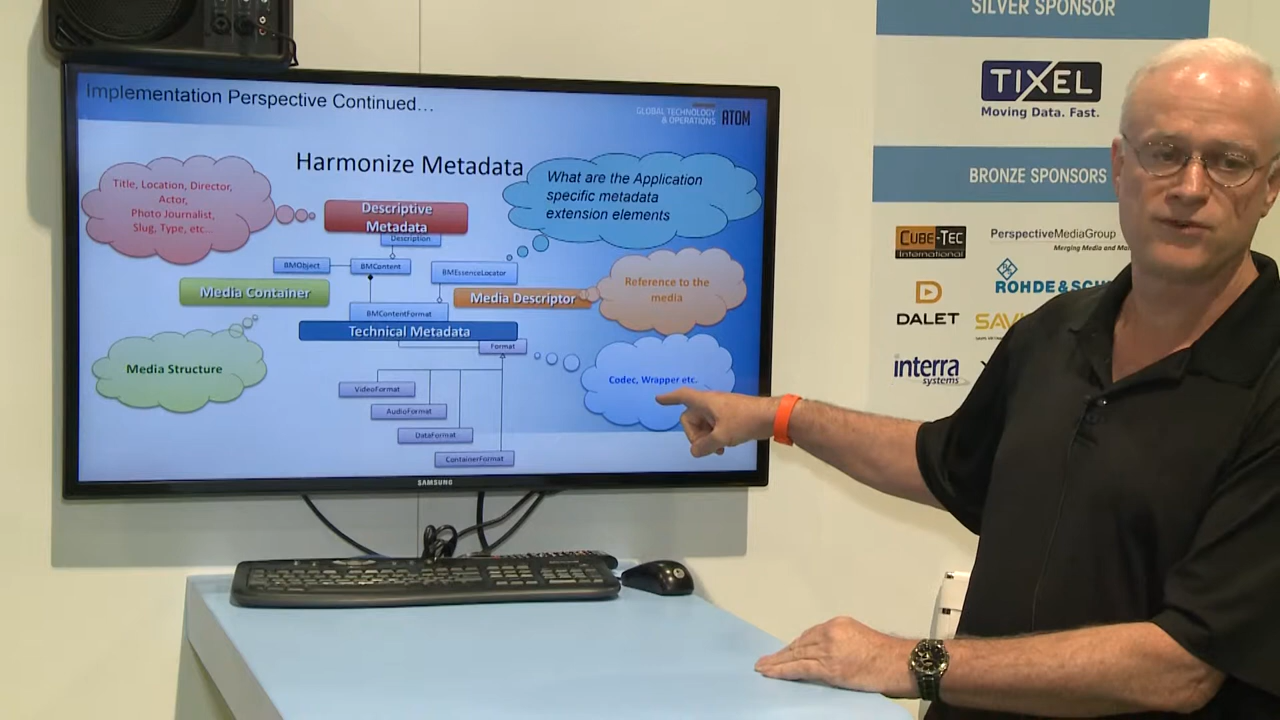 Implementation Perspective Continued...
GLOBAL TECHNOLOGY
& OPERATIONS
ATOM
Harmonize Metadata
Title, Location, Director,
Actor,
Photo Journalist,
Slug, Type, etc...
What are the Application
specific metadata
extension elements
Descriptive
Metadata
Description
BMObject
BMContent
BMEssenceLocator
Media Container
Media Descriptor
Reference to the
media
BMContentFormat
Technical Metadata
Format
Media Structure
Codec, Wrapper etc.
VideoFormat
AudioFormat
DataFormat
ContainerFormat
SAMSUNG
SILVER SPONSOR
TIXEL
Moving Data. Fast.
BRONZE SPONSORS
CUBE-TEC
International
PerspectiveMediaGroup
Merging Media and
ROHDE & SCH
DALET
SAV
interra
systems